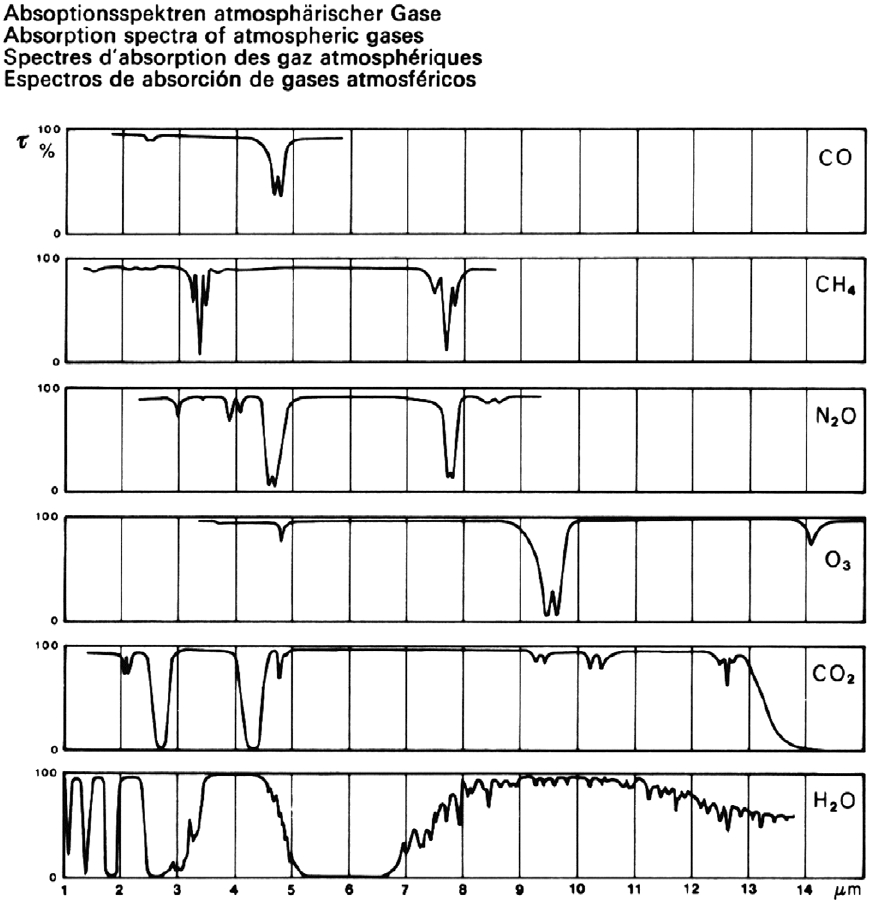 Absoptionsspektren atmosphärischer Gase
Absorption spectra of atmospheric gases
Spectres d'absorption des gaz atmosphériques
Espectros de absorción de gases atmosféricos
τ % 100
0
CO
100
0
CH₄
100
0
N₂O
100
0
O₃
100
0
CO₂
100
0
H₂O
1 2 3 4 5 6 7 8 9 10 11 12 13 14 µm